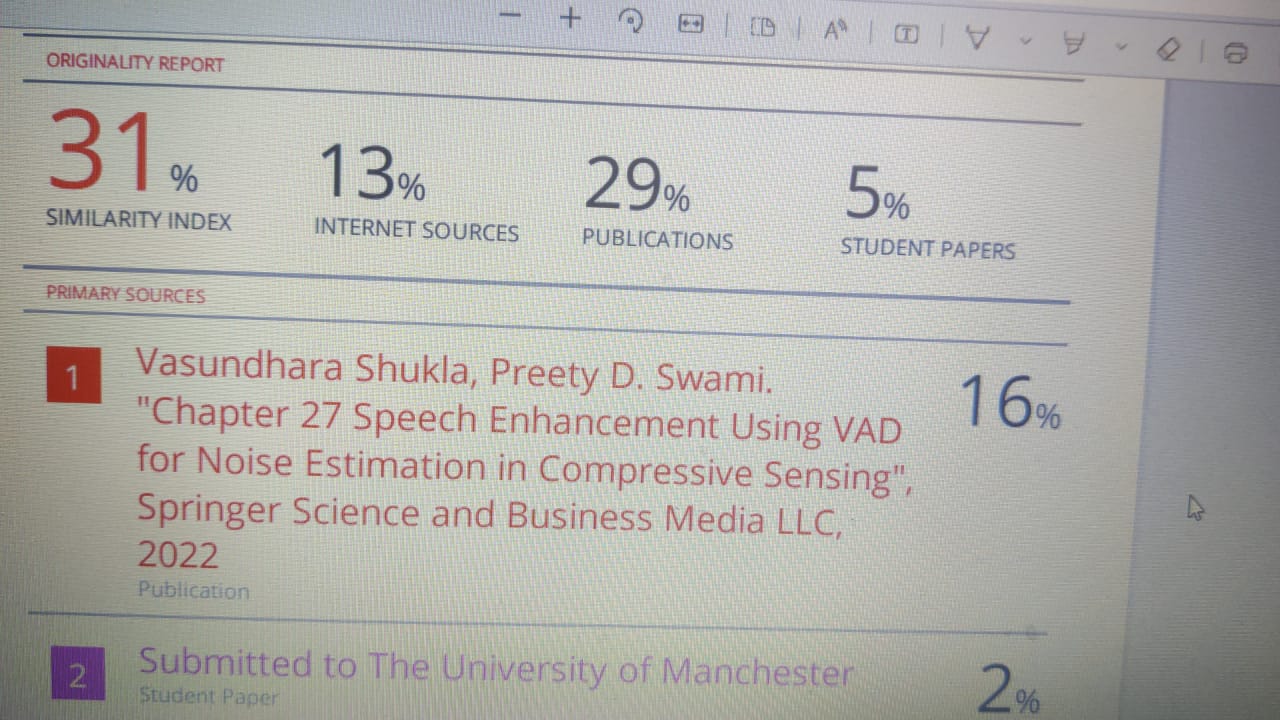 ORIGINALITY REPORT
31%
13%
29%
5%
SIMILARITY INDEX
INTERNET SOURCES
PUBLICATIONS
STUDENT PAPERS
PRIMARY SOURCES
1
Vasundhara Shukla, Preety D. Swami.
"Chapter 27 Speech Enhancement Using VAD
for Noise Estimation in Compressive Sensing",
Springer Science and Business Media LLC,
2022
Publication
16%
2
Submitted to The University of Manchester
Student Paper
2%